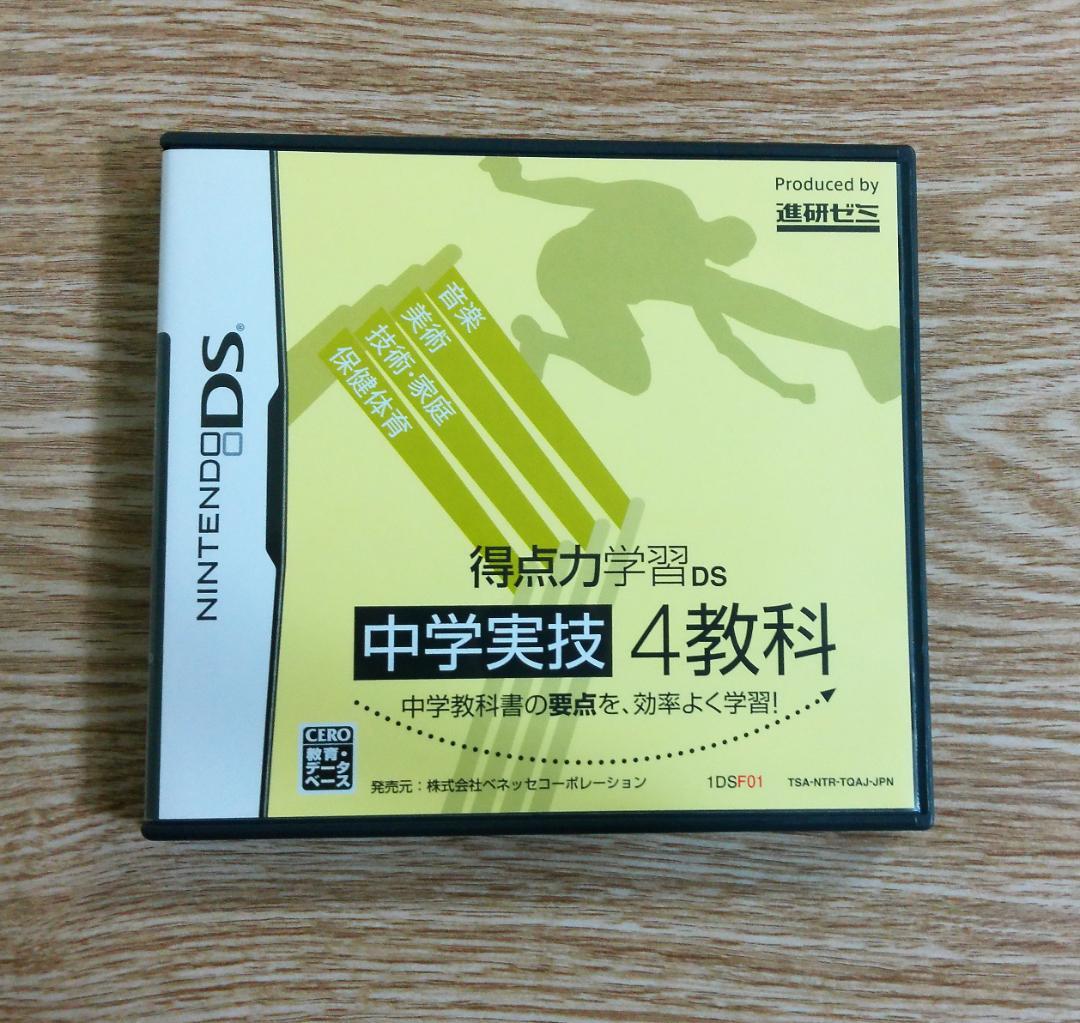 NINTENDO DS®
Produced by
進研ゼミ
音楽
美術
技術・家庭
保健体育
得点力学習DS
中学実技 4教科
中学教科書の要点を、効率よく学習!
CERO
教育・
データ
ベース
発売元:株式会社ベネッセコーポレーション
1DSF01
TSA-NTR-TQAJ-JPN